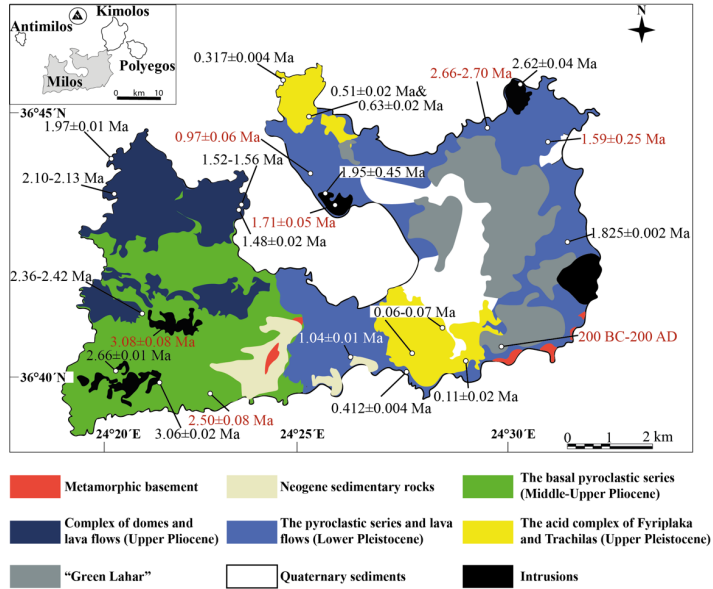 Kimolos
Antimilos
Polyegos
Milos
km
0 10
N
0.317±0.004 Ma
2.62±0.04 Ma
2.66-2.70 Ma
0.51±0.02 Ma&
0.63±0.02 Ma
36°45´N
1.97±0.01 Ma
0.97±0.06 Ma
1.59±0.25 Ma
1.52-1.56 Ma
1.95±0.45 Ma
2.10-2.13 Ma
1.71±0.05 Ma
1.48±0.02 Ma
1.825±0.002 Ma
2.36-2.42 Ma
0.06-0.07 Ma
3.08±0.08 Ma
1.04±0.01 Ma
200 BC-200 AD
2.66±0.01 Ma
36°40´N
0.11±0.02 Ma
0.412±0.004 Ma
2.50±0.08 Ma
3.06±0.02 Ma
24°20´E
24°25´E
24°30´E
0 1 2 km
Metamorphic basement
Neogene sedimentary rocks
The basal pyroclastic series
(Middle-Upper Pliocene)
Complex of domes and
lava flows (Upper Pliocene)
The pyroclastic series and lava
flows (Lower Pleistocene)
The acid complex of Fyriplaka
and Trachilas (Upper Pleistocene)
“Green Lahar”
Quaternary sediments
Intrusions